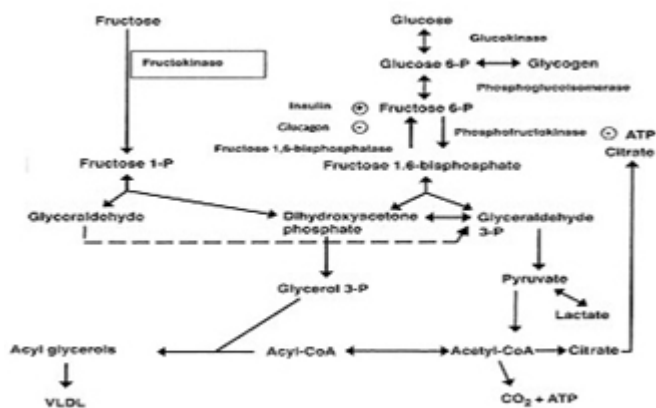 Fructose
Fructokinase
Glucose
Glucokinase
Glucose 6-P
Glycogen
Phosphoglucoisomerase
Insulin +
Fructose 6-P
Glucagon -
Phosphofructokinase - ATP
Citrate
Fructose 1,6-bisphosphatase
Fructose 1-P
Fructose 1,6-bisphosphate
Glyceraldehyde
Dihydroxyacetone
phosphate
Glyceraldehyde
3-P
Glycerol 3-P
Pyruvate
Lactate
Acyl glycerols
Acyl-CoA
Acetyl-CoA
Citrate
VLDL
CO₂ + ATP